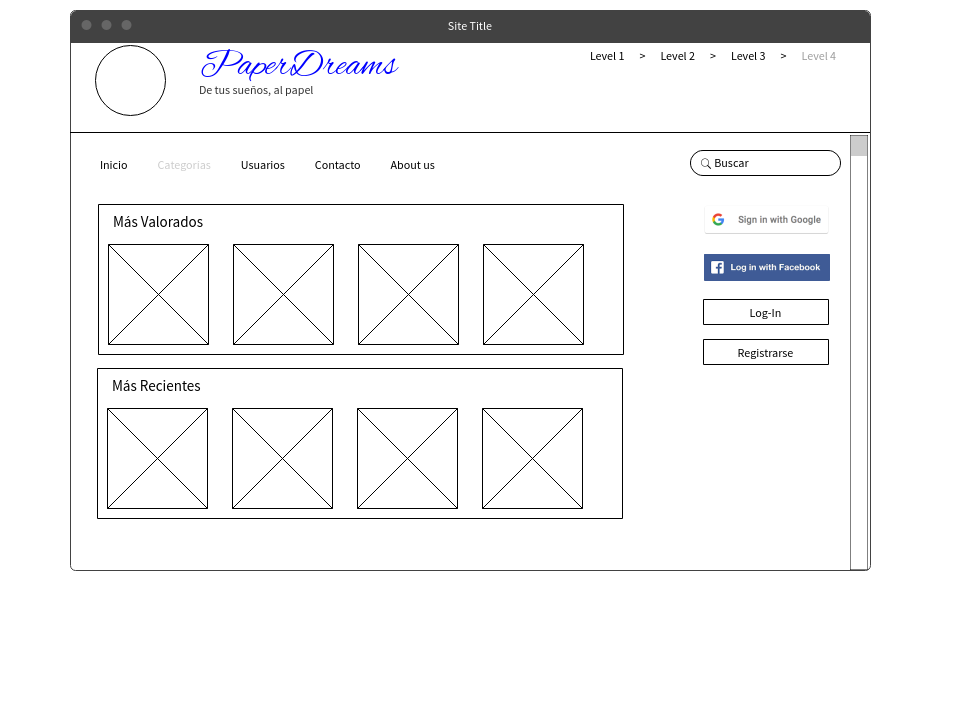 Site Title
PaperDreams
De tus sueños, al papel
Level 1 > Level 2 > Level 3 > Level 4
Inicio Categorias Usuarios Contacto About us
Buscar
Más Valorados
Sign in with Google
Log in with Facebook
Log-In
Registrarse
Más Recientes